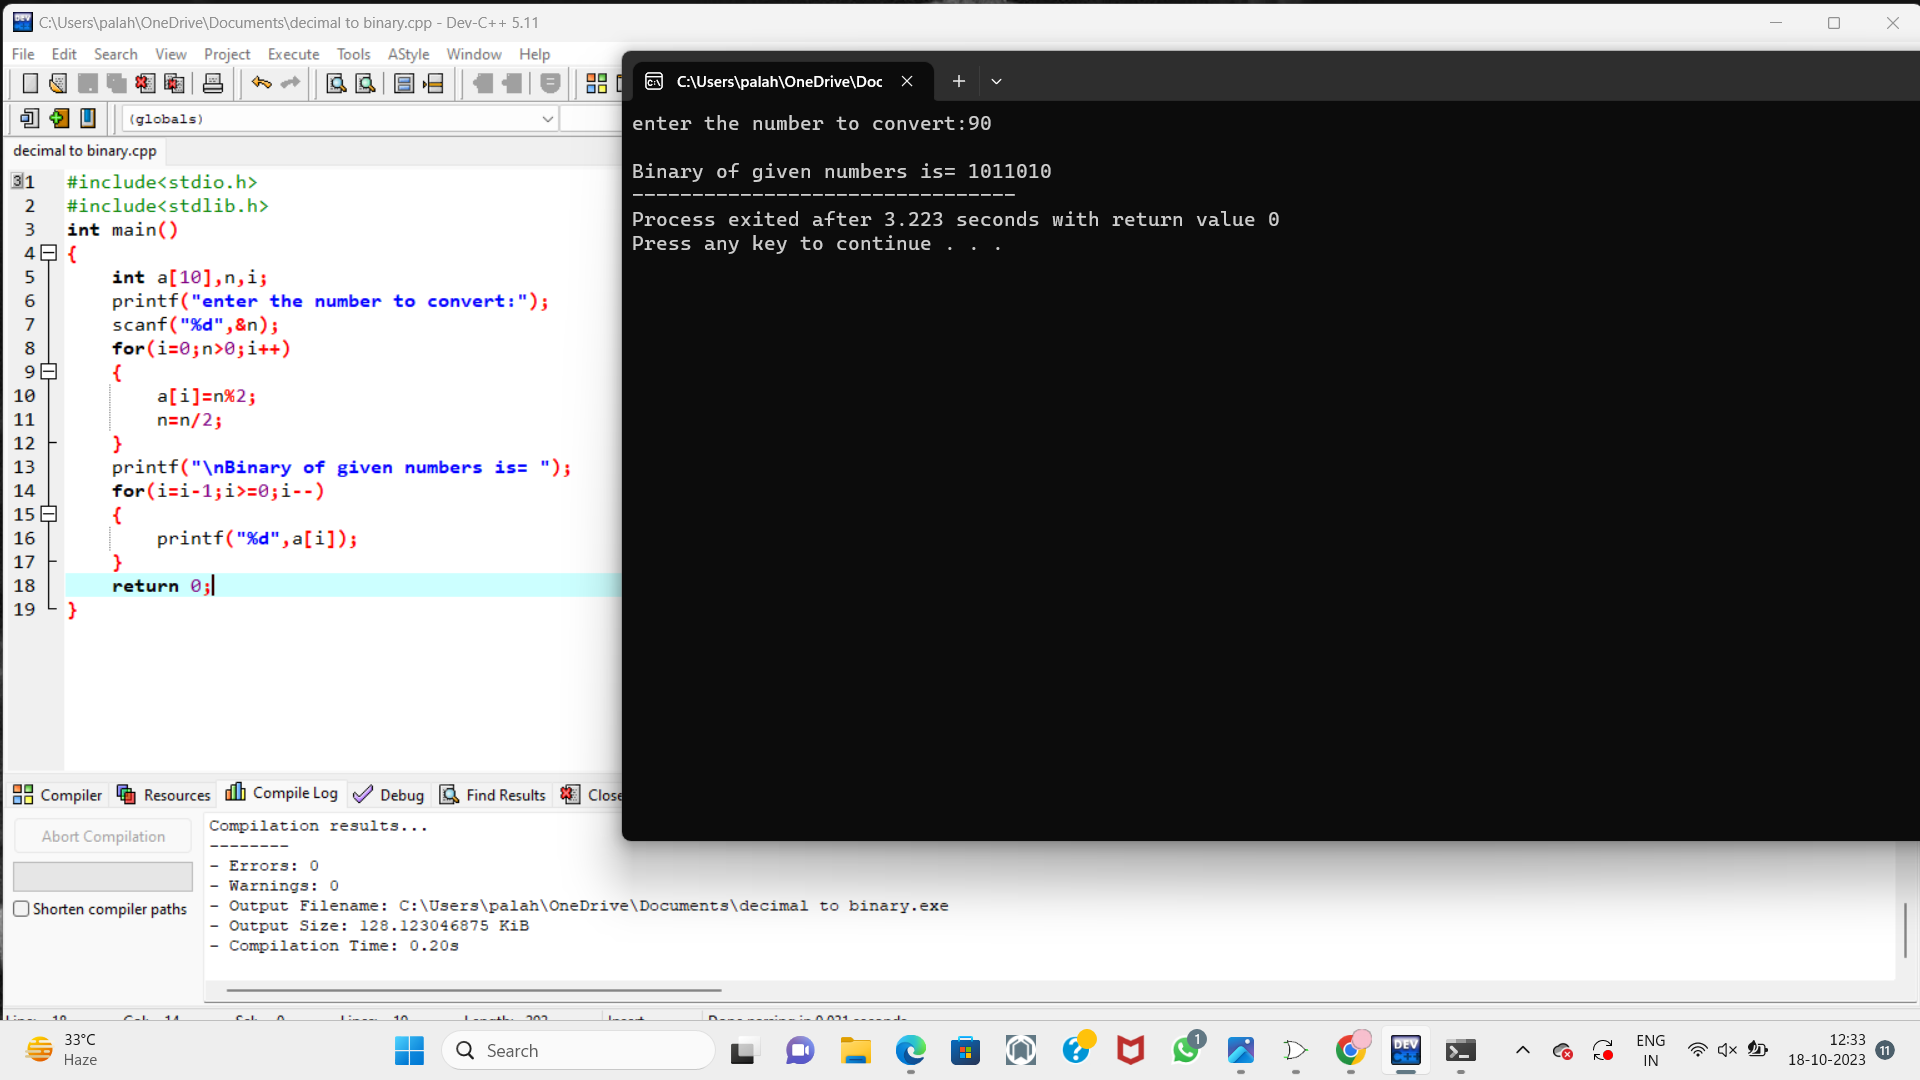 C:\Users\palah\OneDrive\Documents\decimal to binary.cpp - Dev-C++ 5.11
File Edit Search View Project Execute Tools AStyle Window Help
(globals)
decimal to binary.cpp
1 #include<stdio.h>
2 #include<stdlib.h>
3 int main()
4 {
5 int a[10],n,i;
6 printf("enter the number to convert:");
7 scanf("%d",&n);
8 for(i=0;n>0;i++)
9 {
10 a[i]=n%2;
11 n=n/2;
12 }
13 printf("\nBinary of given numbers is= ");
14 for(i=i-1;i>=0;i--)
15 {
16 printf("%d",a[i]);
17 }
18 return 0;
19 }
C:\Users\palah\OneDrive\Doc
enter the number to convert:90
Binary of given numbers is= 1011010
--------------------------------
Process exited after 3.223 seconds with return value 0
Press any key to continue . . .
Compiler Resources Compile Log Debug Find Results Close
Abort Compilation
Shorten compiler paths
Compilation results...
--------
- Errors: 0
- Warnings: 0
- Output Filename: C:\Users\palah\OneDrive\Documents\decimal to binary.exe
- Output Size: 128.123046875 KiB
- Compilation Time: 0.20s
33°C
Haze
Search
DEV
1
ENG
IN
12:33
18-10-2023
11